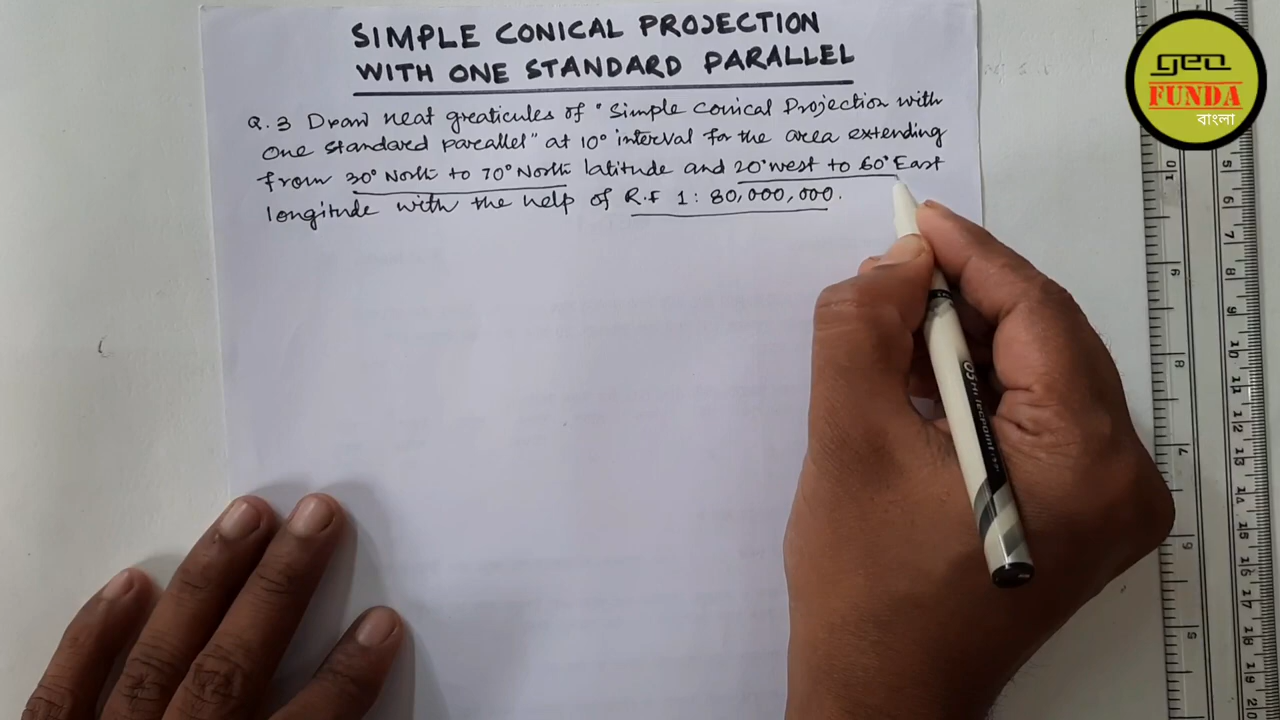 SIMPLE CONICAL PROJECTION
WITH ONE STANDARD PARALLEL
Q.3 Draw neat greaticules of "Simple Conical Projection with
One standard parcallel" at 10° interval for the area extending
from 30° North to 70° North latitude and 20° west to 60° East
longitude with the help of R.f 1: 80,000,000.
geo
FUNDA
বাংলা